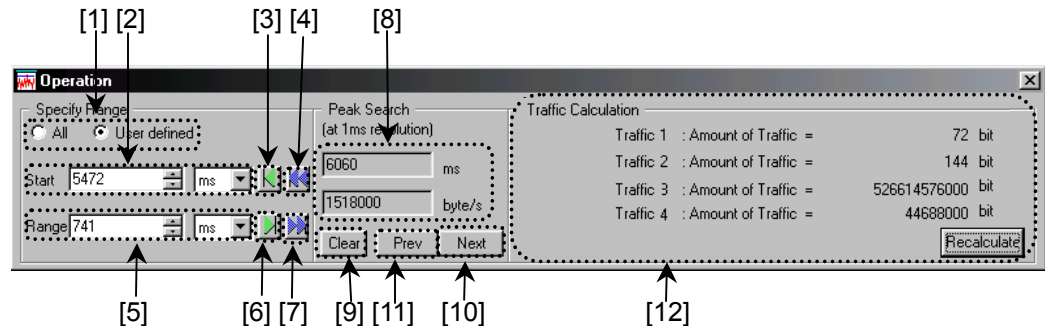 [1] [2] [3] [4] [8]
Operation
Specify Range
All User defined
Start 5472 ms
Range 741 ms
Peak Search
(at 1ms resolution)
6060 ms
1518000 byte/s
Clear Prev Next
Traffic Calculation
Traffic 1 : Amount of Traffic = 72 bit
Traffic 2 : Amount of Traffic = 144 bit
Traffic 3 : Amount of Traffic = 526614576000 bit
Traffic 4 : Amount of Traffic = 44688000 bit
Recalculate
[5] [6] [7] [9] [11] [10] [12]